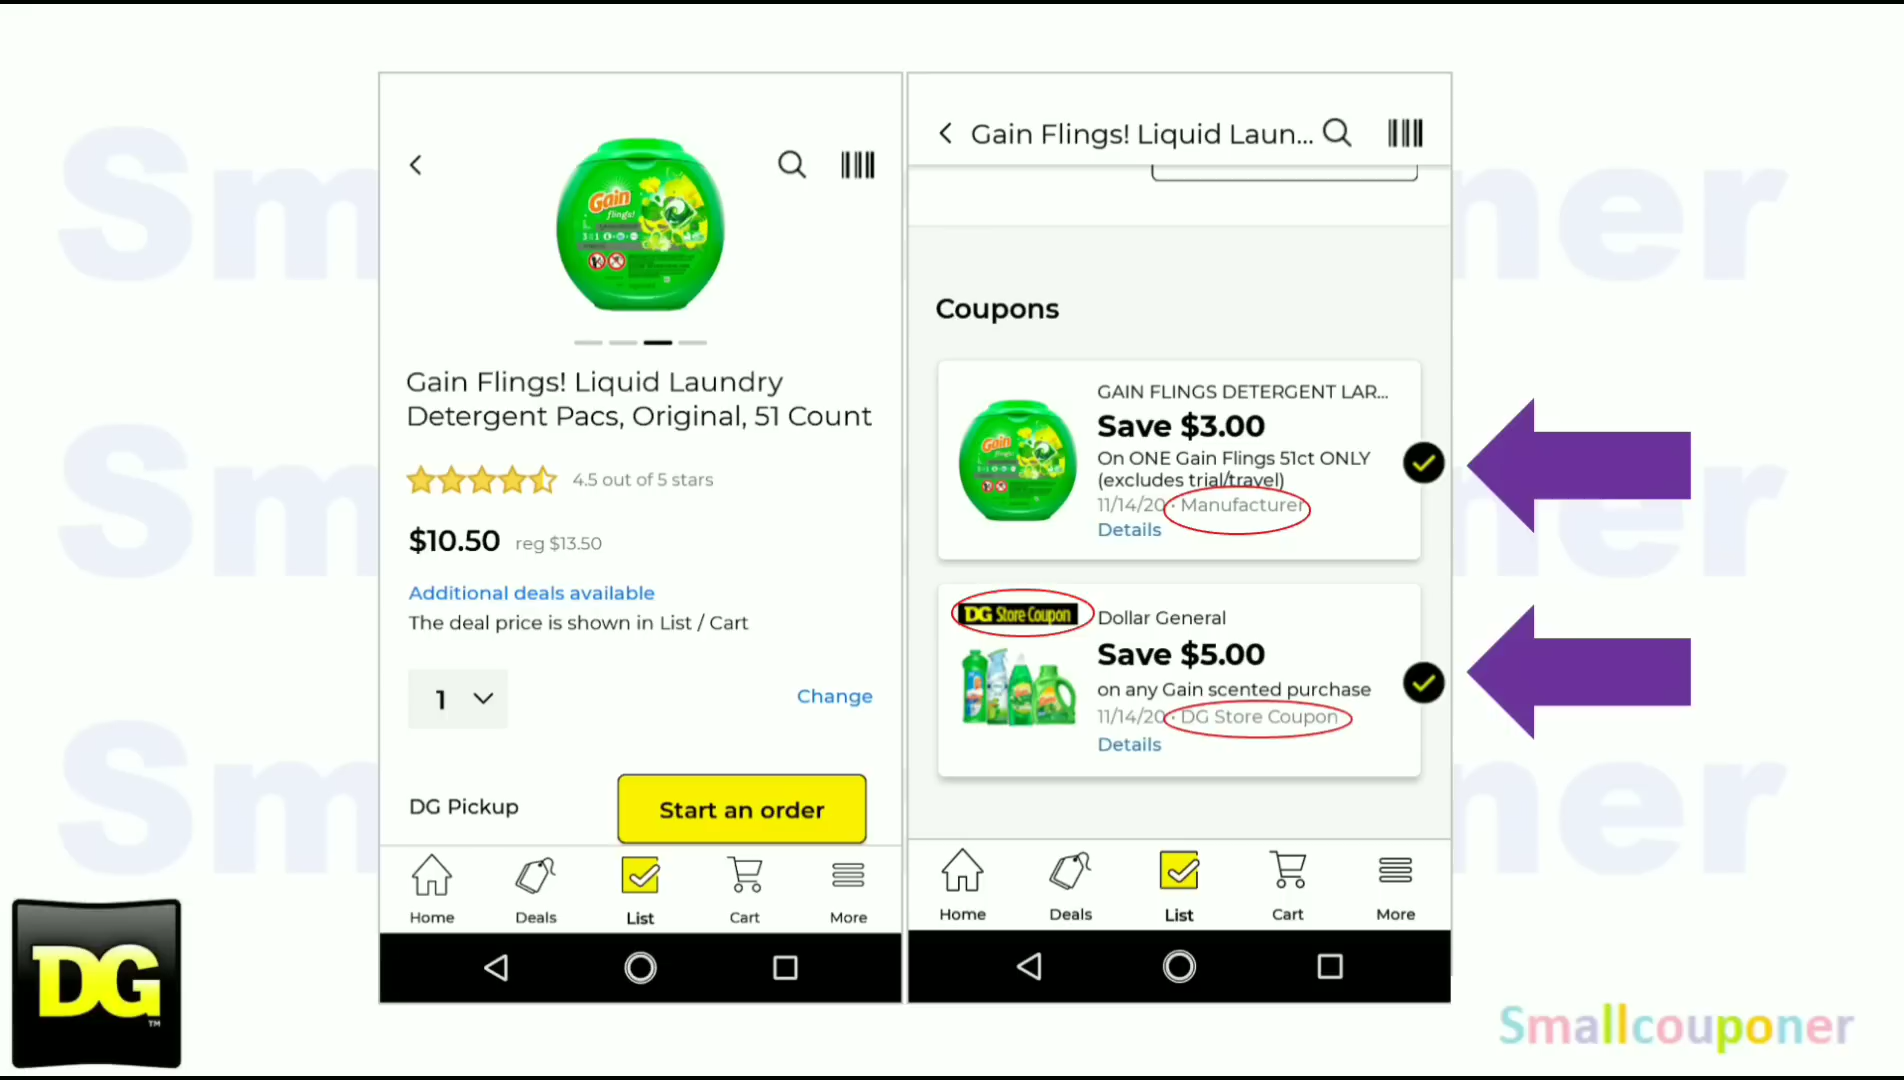 Gain
flings!
Gain Flings! Liquid Laundry
Detergent Pacs, Original, 51 Count
4.5 out of 5 stars
$10.50 reg $13.50
Additional deals available
The deal price is shown in List / Cart
1
Change
DG Pickup
Start an order
Home Deals List Cart More
Gain Flings! Liquid Laun...
Coupons
Gain
GAIN FLINGS DETERGENT LAR...
Save $3.00
On ONE Gain Flings 51ct ONLY
(excludes trial/travel)
11/14/20 · Manufacturer
Details
DG Store Coupon
Dollar General
Save $5.00
on any Gain scented purchase
11/14/20 · DG Store Coupon
Details
Home Deals List Cart More
DG
TM
Smallcouponer